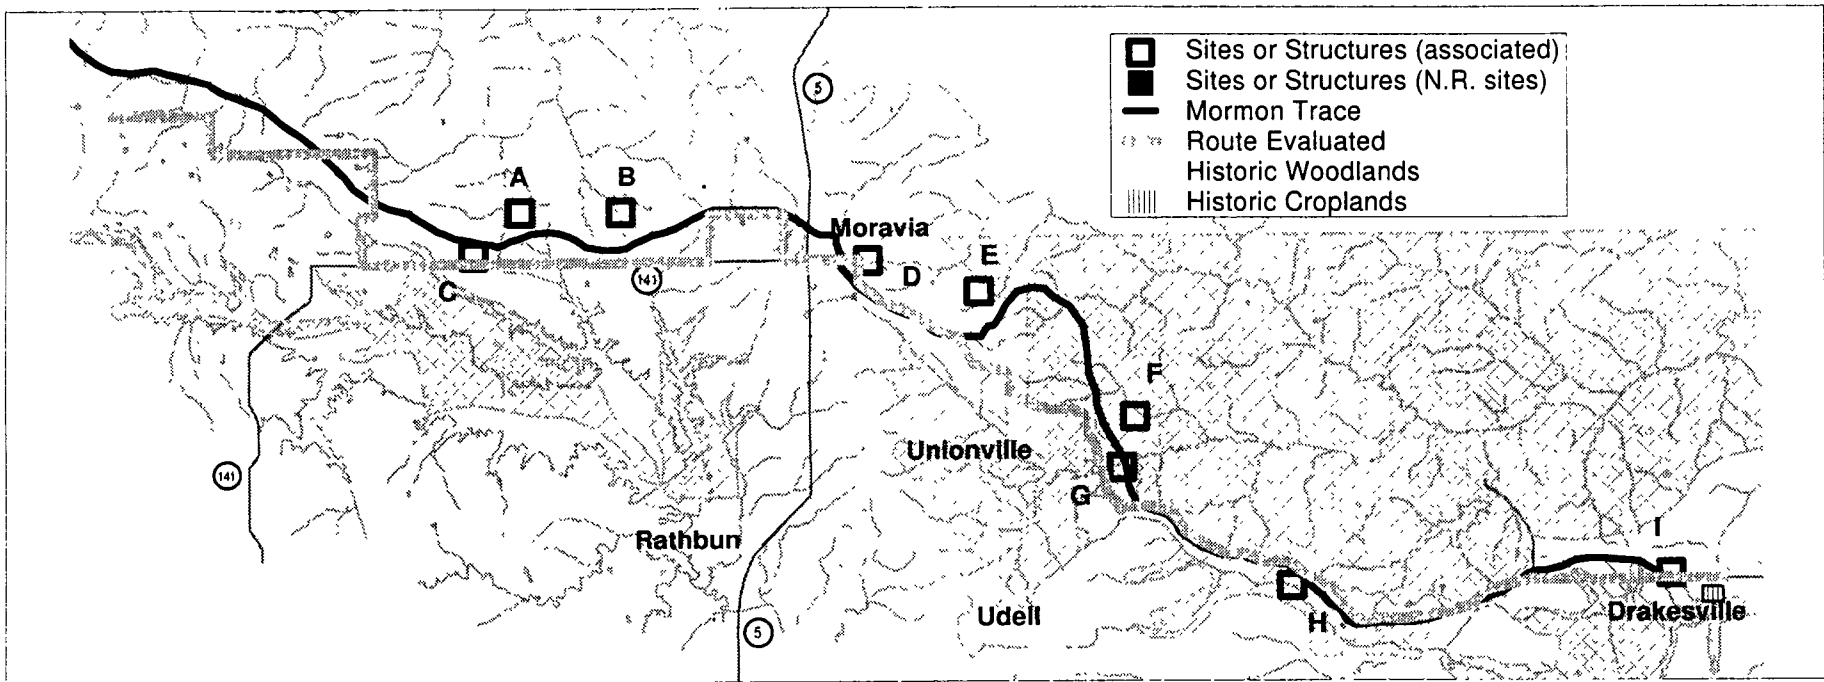 Sites or Structures (associated)
Sites or Structures (N.R. sites)
Mormon Trace
Route Evaluated
Historic Woodlands
Historic Croplands
5
A
B
Moravia
C
141
D
E
F
Unionville
141
G
Rathbun
I
Udell
Drakesville
5
H